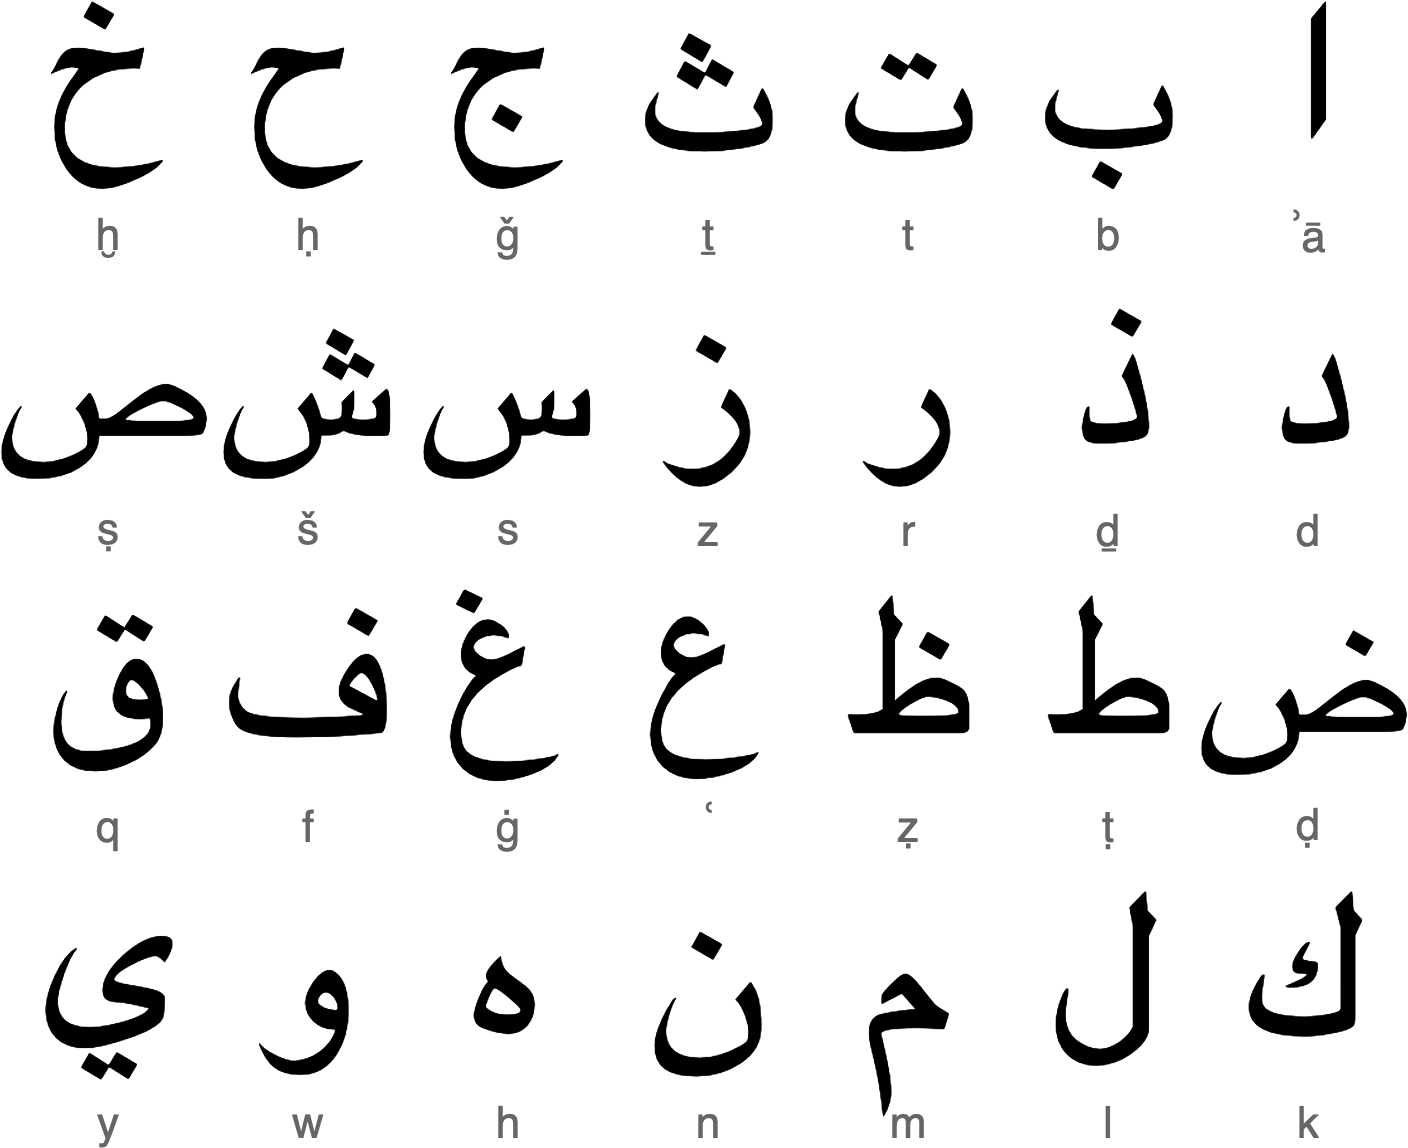 ا ب ت ث ج ح خ
ʾā b t ṯ ǧ ḥ ḫ
د ذ ر ز س ش ص
d ḏ r z s š ṣ
ض ط ظ ع غ ف ق
ḍ ṭ ẓ ʿ ġ f q
ك ل م ن ه و ي
k l m n h w y